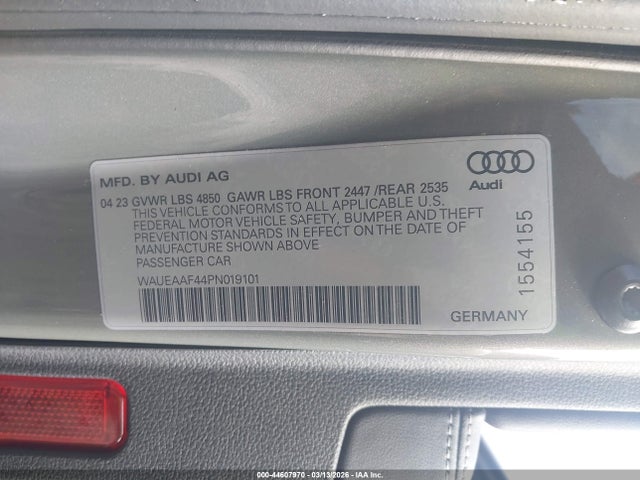 MFD. BY AUDI AG
04 23 GVWR LBS 4850 GAWR LBS FRONT 2447 /REAR 2535
THIS VEHICLE CONFORMS TO ALL APPLICABLE U.S.
FEDERAL MOTOR VEHICLE SAFETY, BUMPER AND THEFT
PREVENTION STANDARDS IN EFFECT ON THE DATE OF
MANUFACTURE SHOWN ABOVE
PASSENGER CAR
WAUEAAF44PN019101
Audi
1554155
GERMANY
000-44607970 - 03/13/2026 - COPYRIGHT IAA